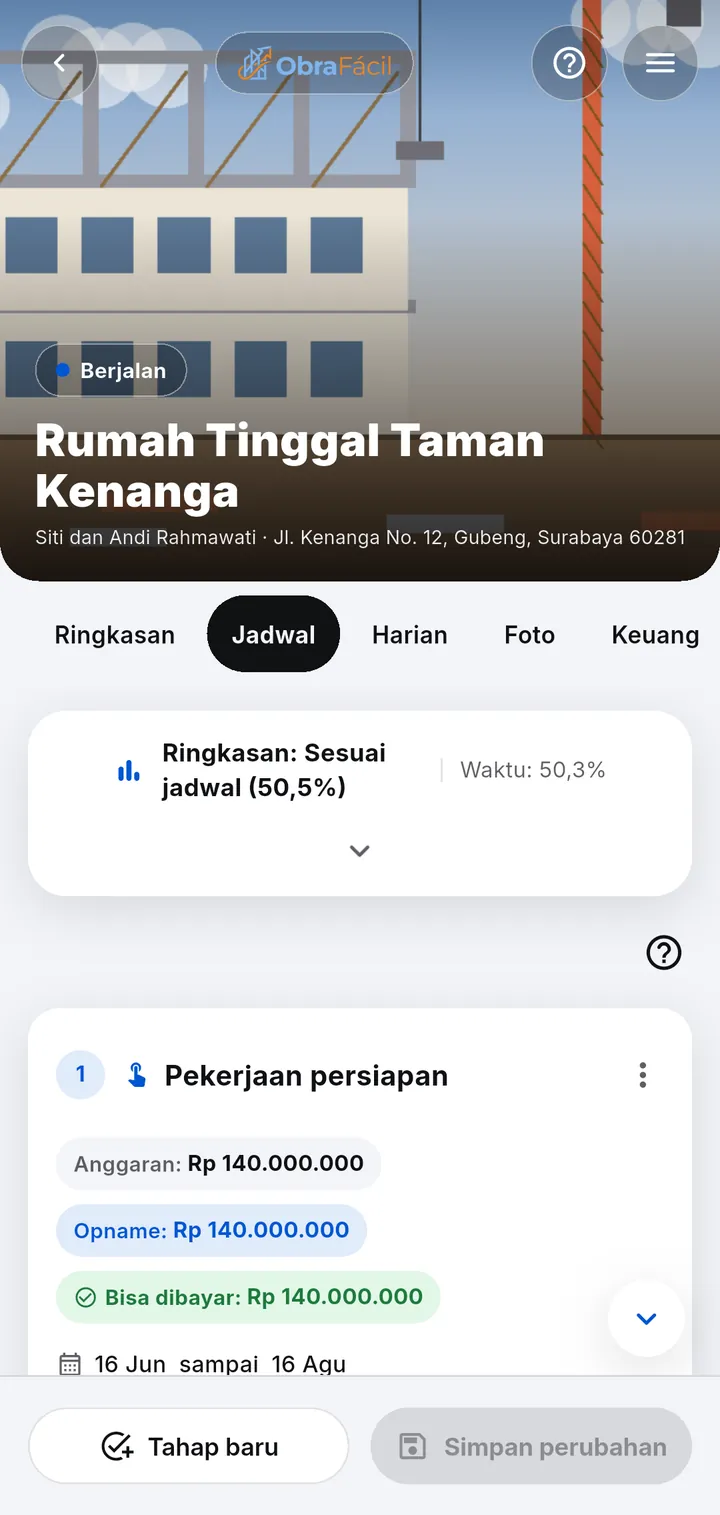 ObraFácil
Berjalan
Rumah Tinggal Taman
Kenanga
Siti dan Andi Rahmawati · Jl. Kenanga No. 12, Gubeng, Surabaya 60281
Ringkasan
Jadwal
Harian
Foto
Keuang
Ringkasan: Sesuai
jadwal (50,5%)
Waktu: 50,3%
1
Pekerjaan persiapan
Anggaran: Rp 140.000.000
Opname: Rp 140.000.000
Bisa dibayar: Rp 140.000.000
16 Jun sampai 16 Agu
Tahap baru
Simpan perubahan